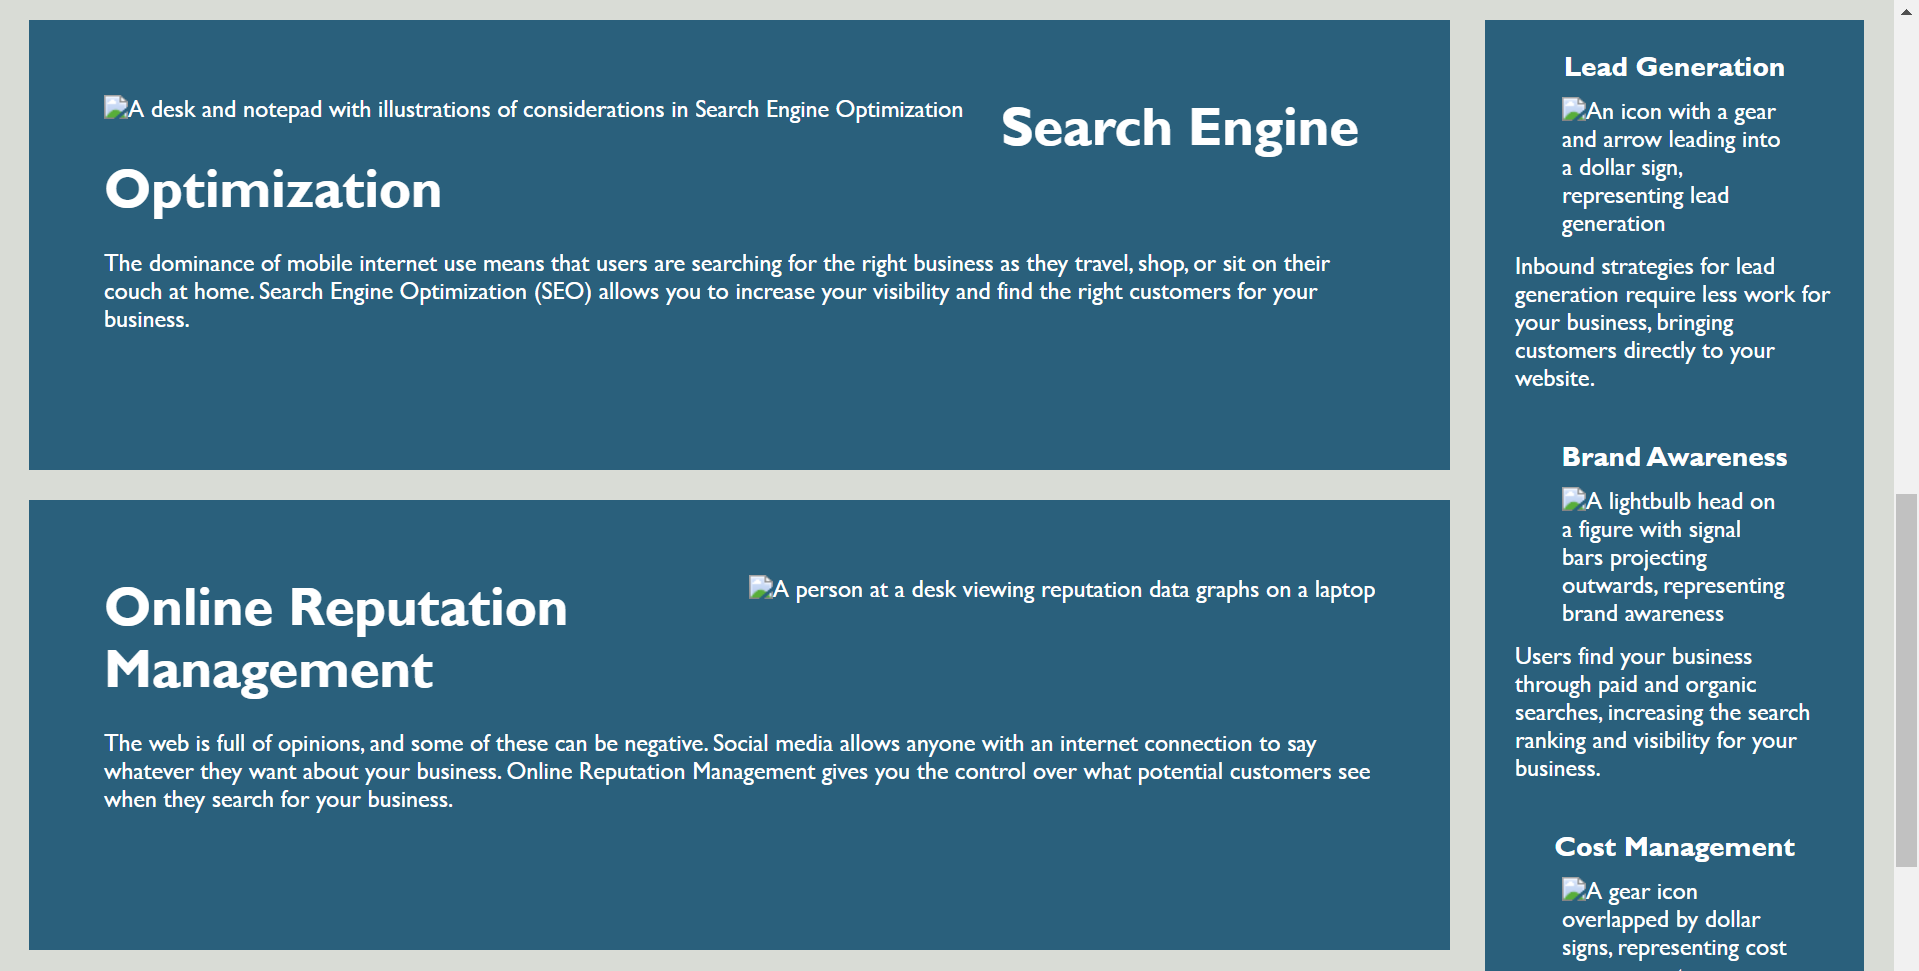 A desk and notepad with illustrations of considerations in Search Engine Optimization
Search Engine
Optimization
The dominance of mobile internet use means that users are searching for the right business as they travel, shop, or sit on their
couch at home. Search Engine Optimization (SEO) allows you to increase your visibility and find the right customers for your
business.
Online Reputation
Management
A person at a desk viewing reputation data graphs on a laptop
The web is full of opinions, and some of these can be negative. Social media allows anyone with an internet connection to say
whatever they want about your business. Online Reputation Management gives you the control over what potential customers see
when they search for your business.
Lead Generation
An icon with a gear
and arrow leading into
a dollar sign,
representing lead
generation
Inbound strategies for lead
generation require less work for
your business, bringing
customers directly to your
website.
Brand Awareness
A lightbulb head on
a figure with signal
bars projecting
outwards, representing
brand awareness
Users find your business
through paid and organic
searches, increasing the search
ranking and visibility for your
business.
Cost Management
A gear icon
overlapped by dollar
signs, representing cost